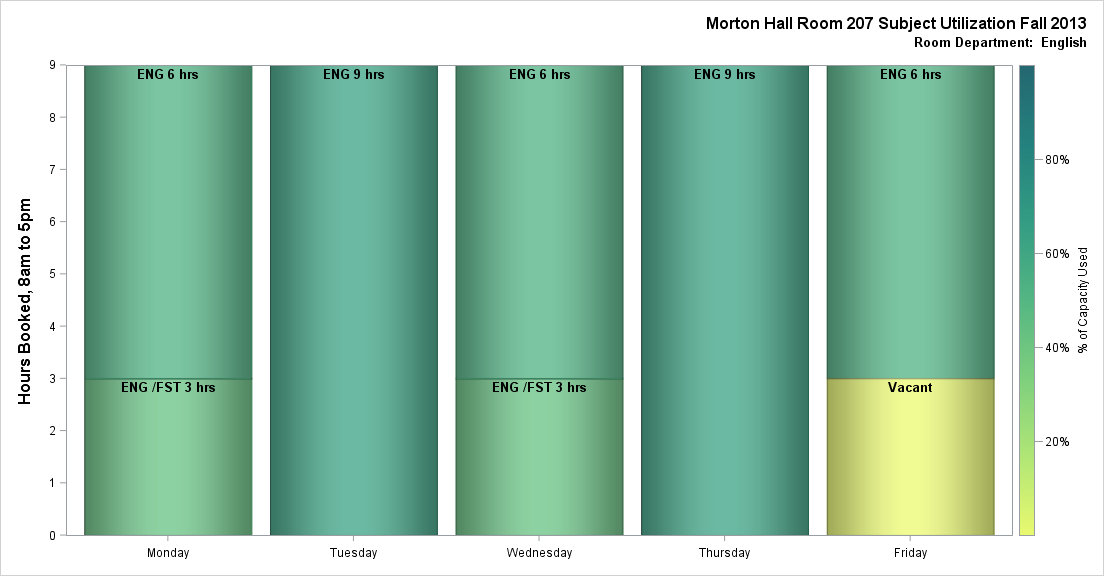 Morton Hall Room 207 Subject Utilization Fall 2013
Room Department:  English
Hours Booked, 8am to 5pm
9
8
7
6
5
4
3
2
1
0
ENG 6 hrs
ENG 9 hrs
ENG 6 hrs
ENG 9 hrs
ENG 6 hrs
ENG /FST 3 hrs
ENG /FST 3 hrs
Vacant
Monday
Tuesday
Wednesday
Thursday
Friday
80%
60%
40%
20%
% of Capacity Used